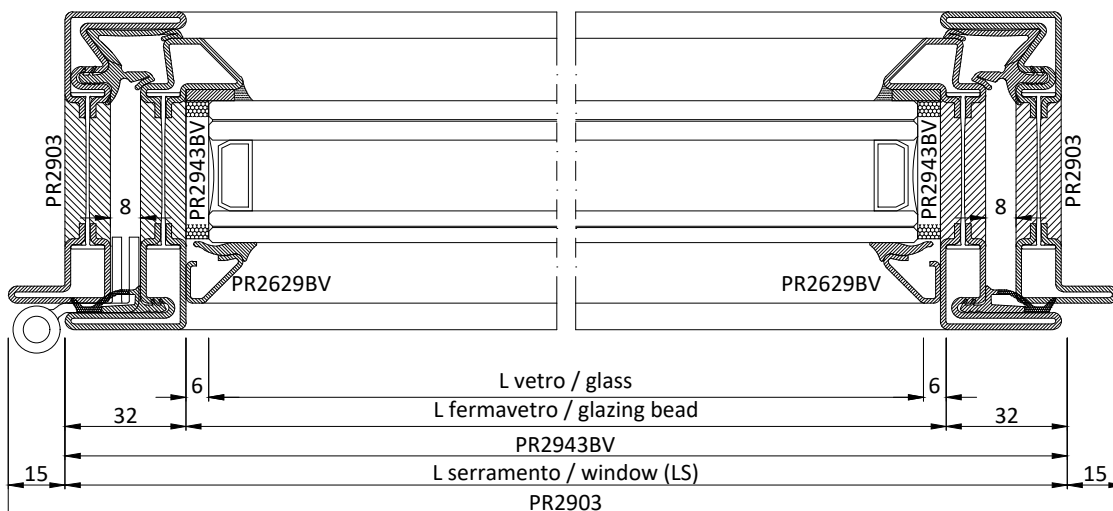 PR2903
8
PR2943BV
PR2943BV
8
PR2903
PR2629BV
PR2629BV
6
L vetro / glass
6
32
L fermavetro / glazing bead
32
PR2943BV
15
L serramento / window (LS)
15
PR2903